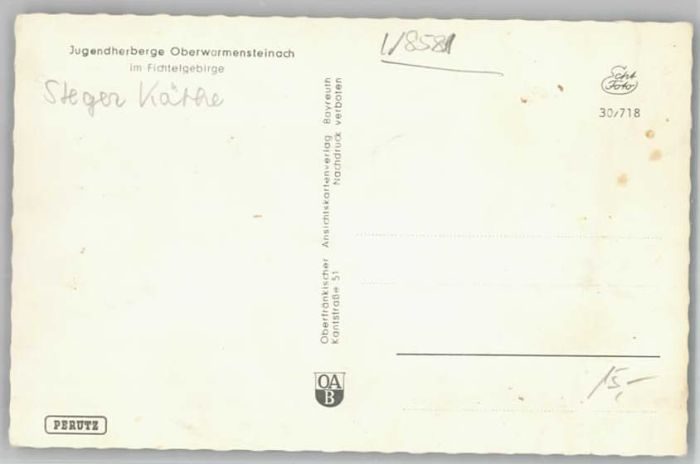 Jugendherberge Oberwarmensteinach
im Fichtelgebirge
Steger Käthe
1/8581
Echt
Foto
30/718
Oberfränkischer Ansichtskartenverlag Bayreuth
Kantstraße 51 Nachdruck verboten
OA
B
15,-
PERUTZ